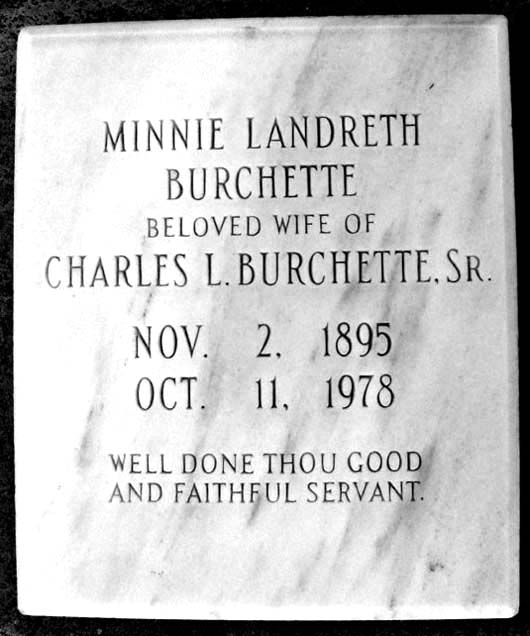 MINNIE LANDRETH
BURCHETTE
BELOVED WIFE OF
CHARLES L. BURCHETTE, SR.
NOV. 2, 1895
OCT. 11, 1978
WELL DONE THOU GOOD
AND FAITHFUL SERVANT.